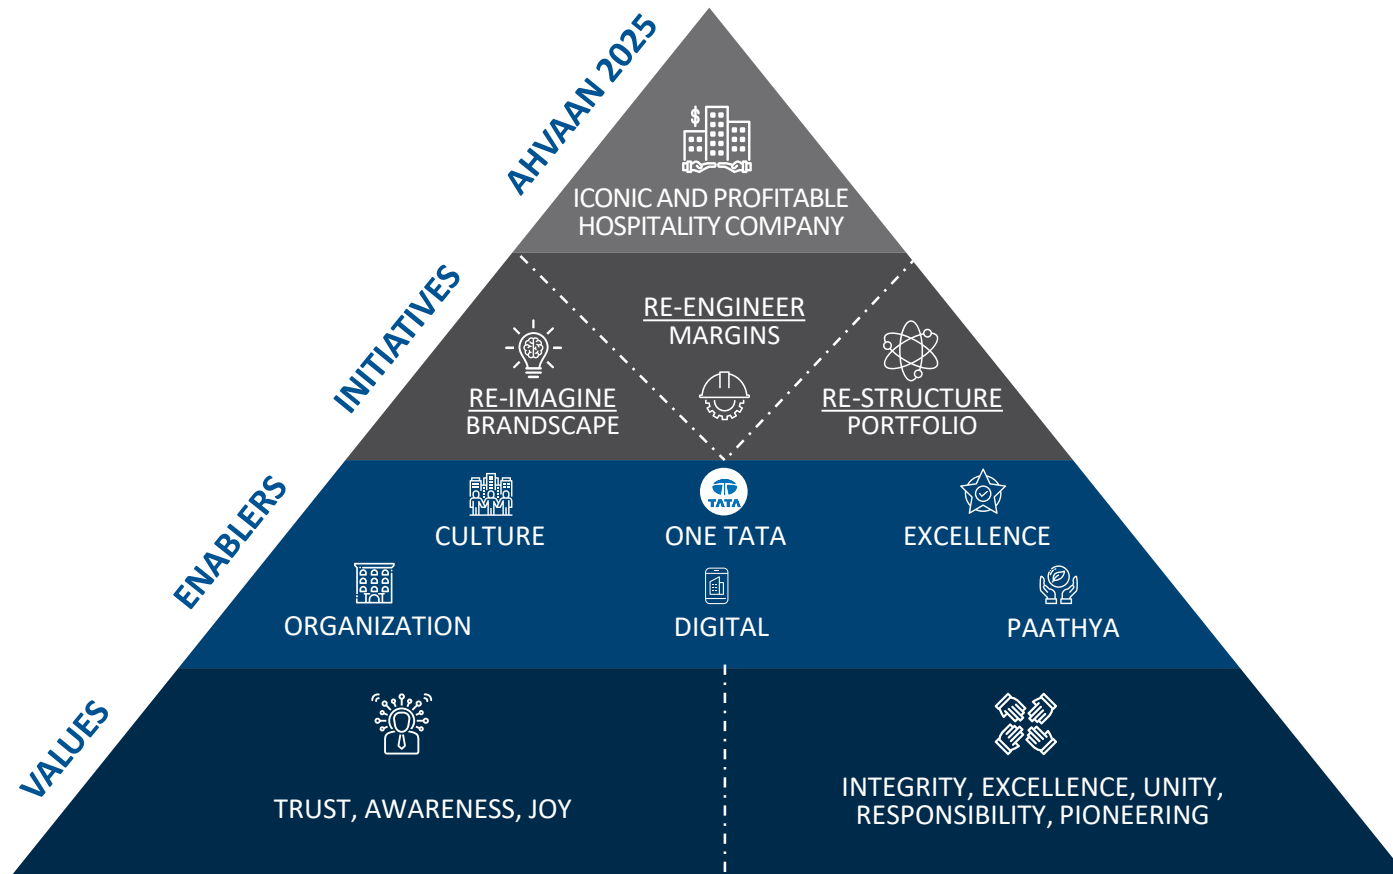 AHVAAN 2025
$
ICONIC AND PROFITABLE
HOSPITALITY COMPANY
INITIATIVES
RE-ENGINEER
MARGINS
RE-IMAGINE
BRANDSCAPE
RE-STRUCTURE
PORTFOLIO
ENABLERS
TATA
CULTURE
ONE TATA
EXCELLENCE
ORGANIZATION
DIGITAL
PAATHYA
VALUES
TRUST, AWARENESS, JOY
INTEGRITY, EXCELLENCE, UNITY,
RESPONSIBILITY, PIONEERING